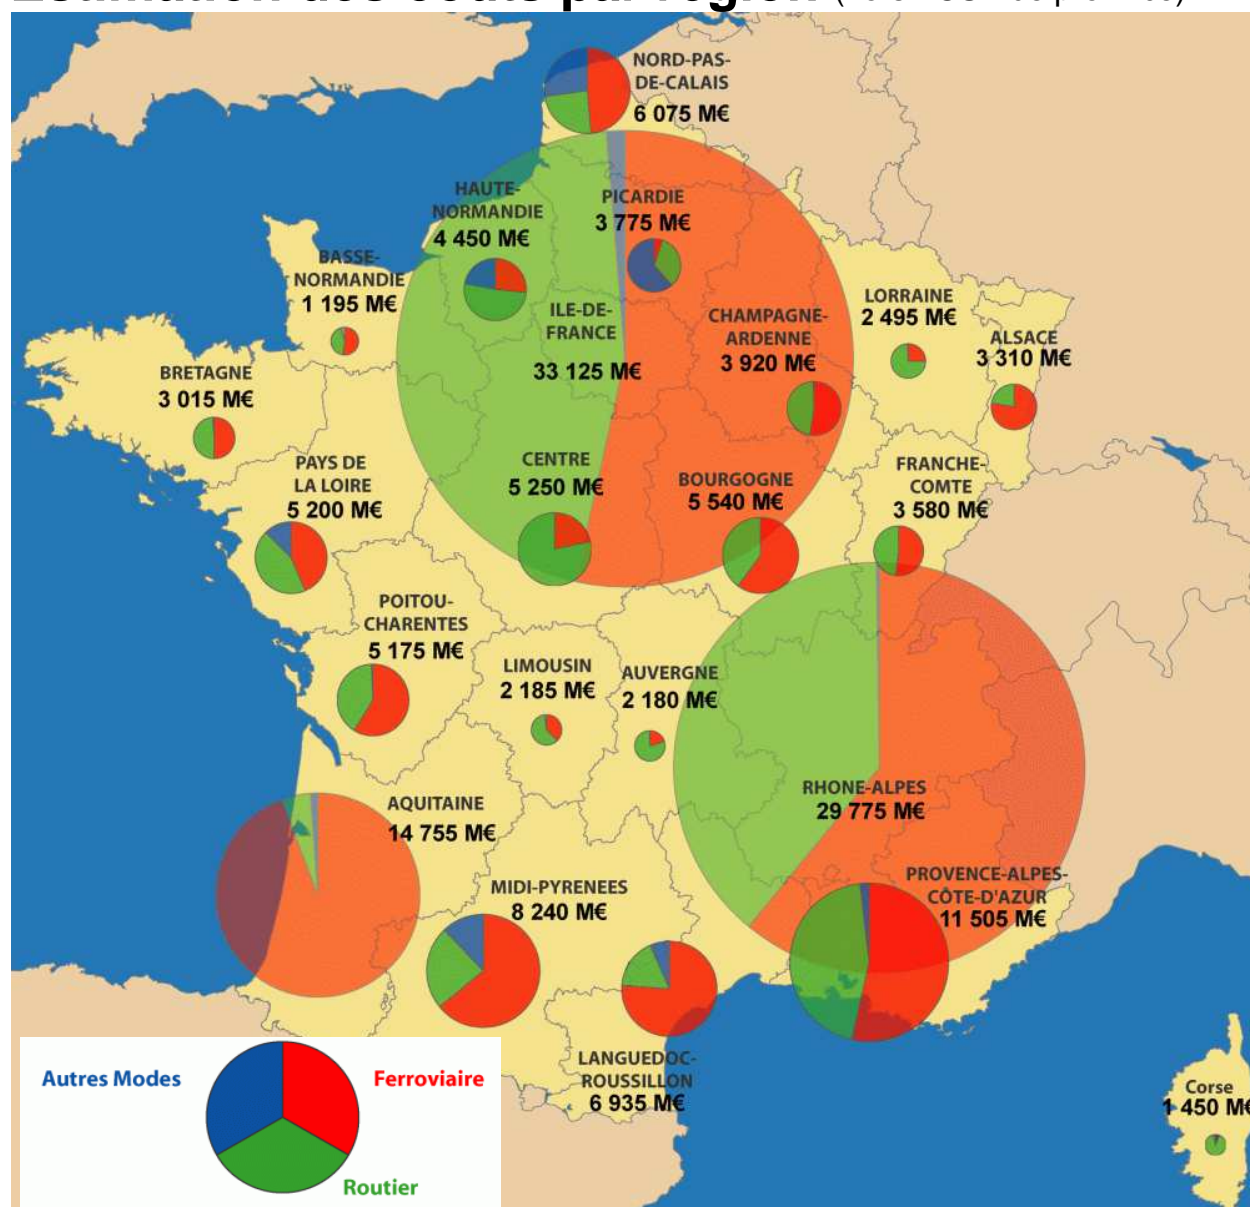 NORD-PAS-
DE-CALAIS
6 075 M€
HAUTE-
NORMANDIE
4 450 M€
PICARDIE
3 775 M€
BASSE-
NORMANDIE
1 195 M€
ILE-DE-
FRANCE
33 125 M€
CHAMPAGNE-
ARDENNE
3 920 M€
LORRAINE
2 495 M€
ALSACE
3 310 M€
BRETAGNE
3 015 M€
PAYS DE
LA LOIRE
5 200 M€
CENTRE
5 250 M€
BOURGOGNE
5 540 M€
FRANCHE-
COMTE
3 580 M€
POITOU-
CHARENTES
5 175 M€
LIMOUSIN
2 185 M€
AUVERGNE
2 180 M€
RHONE-ALPES
29 775 M€
AQUITAINE
14 755 M€
MIDI-PYRENEES
8 240 M€
PROVENCE-ALPES-
CÔTE-D'AZUR
11 505 M€
LANGUEDOC-
ROUSSILLON
6 935 M€
Corse
1 450 M€
Autres Modes
Ferroviaire
Routier